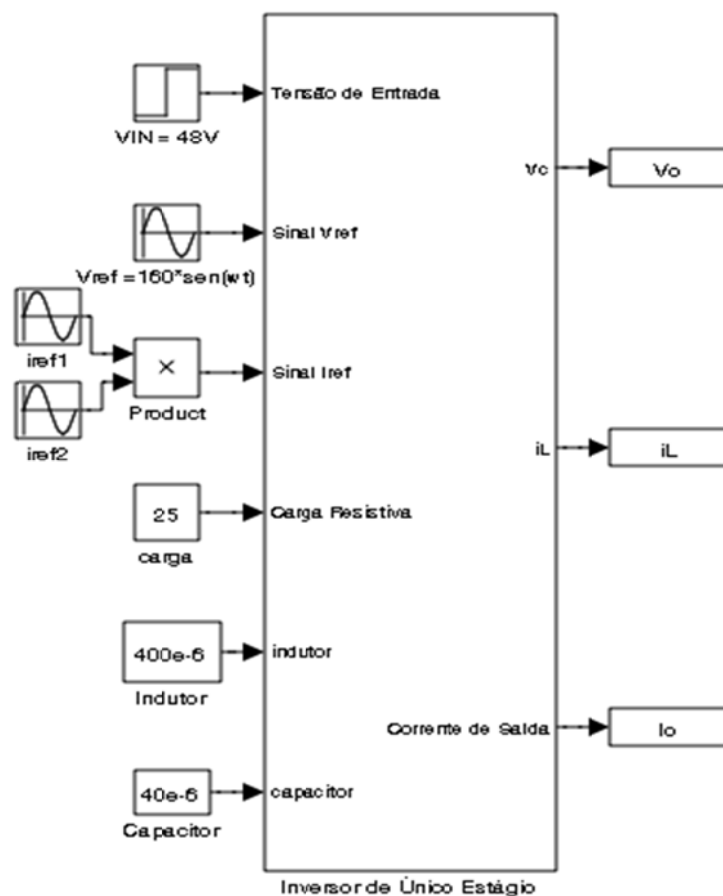 Tensão de Entrada
VIN = 48V
Vc
Vo
Sinal Vref
Vref =160*sen(wt)
iref1
×
Sinal Iref
Product
iref2
iL
iL
25
Carga Resistiva
carga
400e-6
indutor
Indutor
Corrente de Saída
Io
40e-6
capacitor
Capacitor
Inversor de Único Estágio